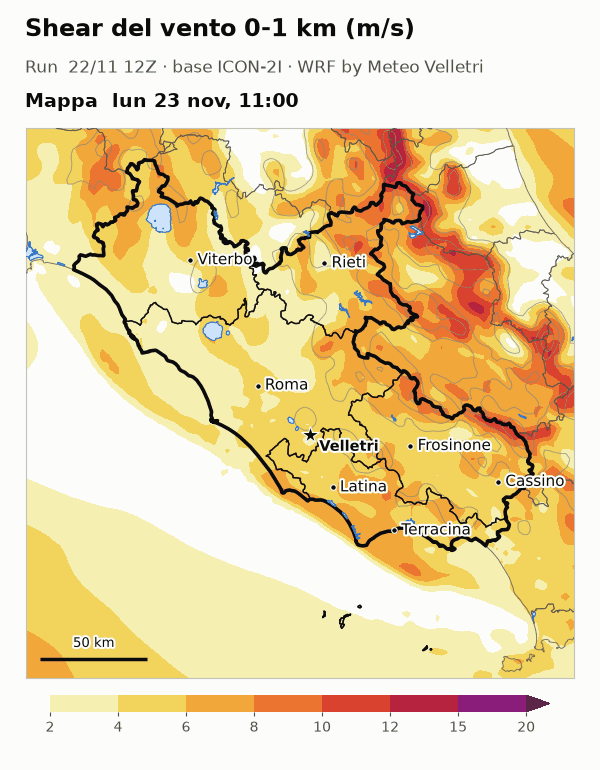 Shear del vento 0-1 km (m/s)
Run 22/11 12Z · base ICON-2I · WRF by Meteo Velletri
Mappa lun 23 nov, 11:00
Viterbo
Rieti
Roma
Velletri
Frosinone
Latina
Cassino
Terracina
50 km
2 4 6 8 10 12 15 20